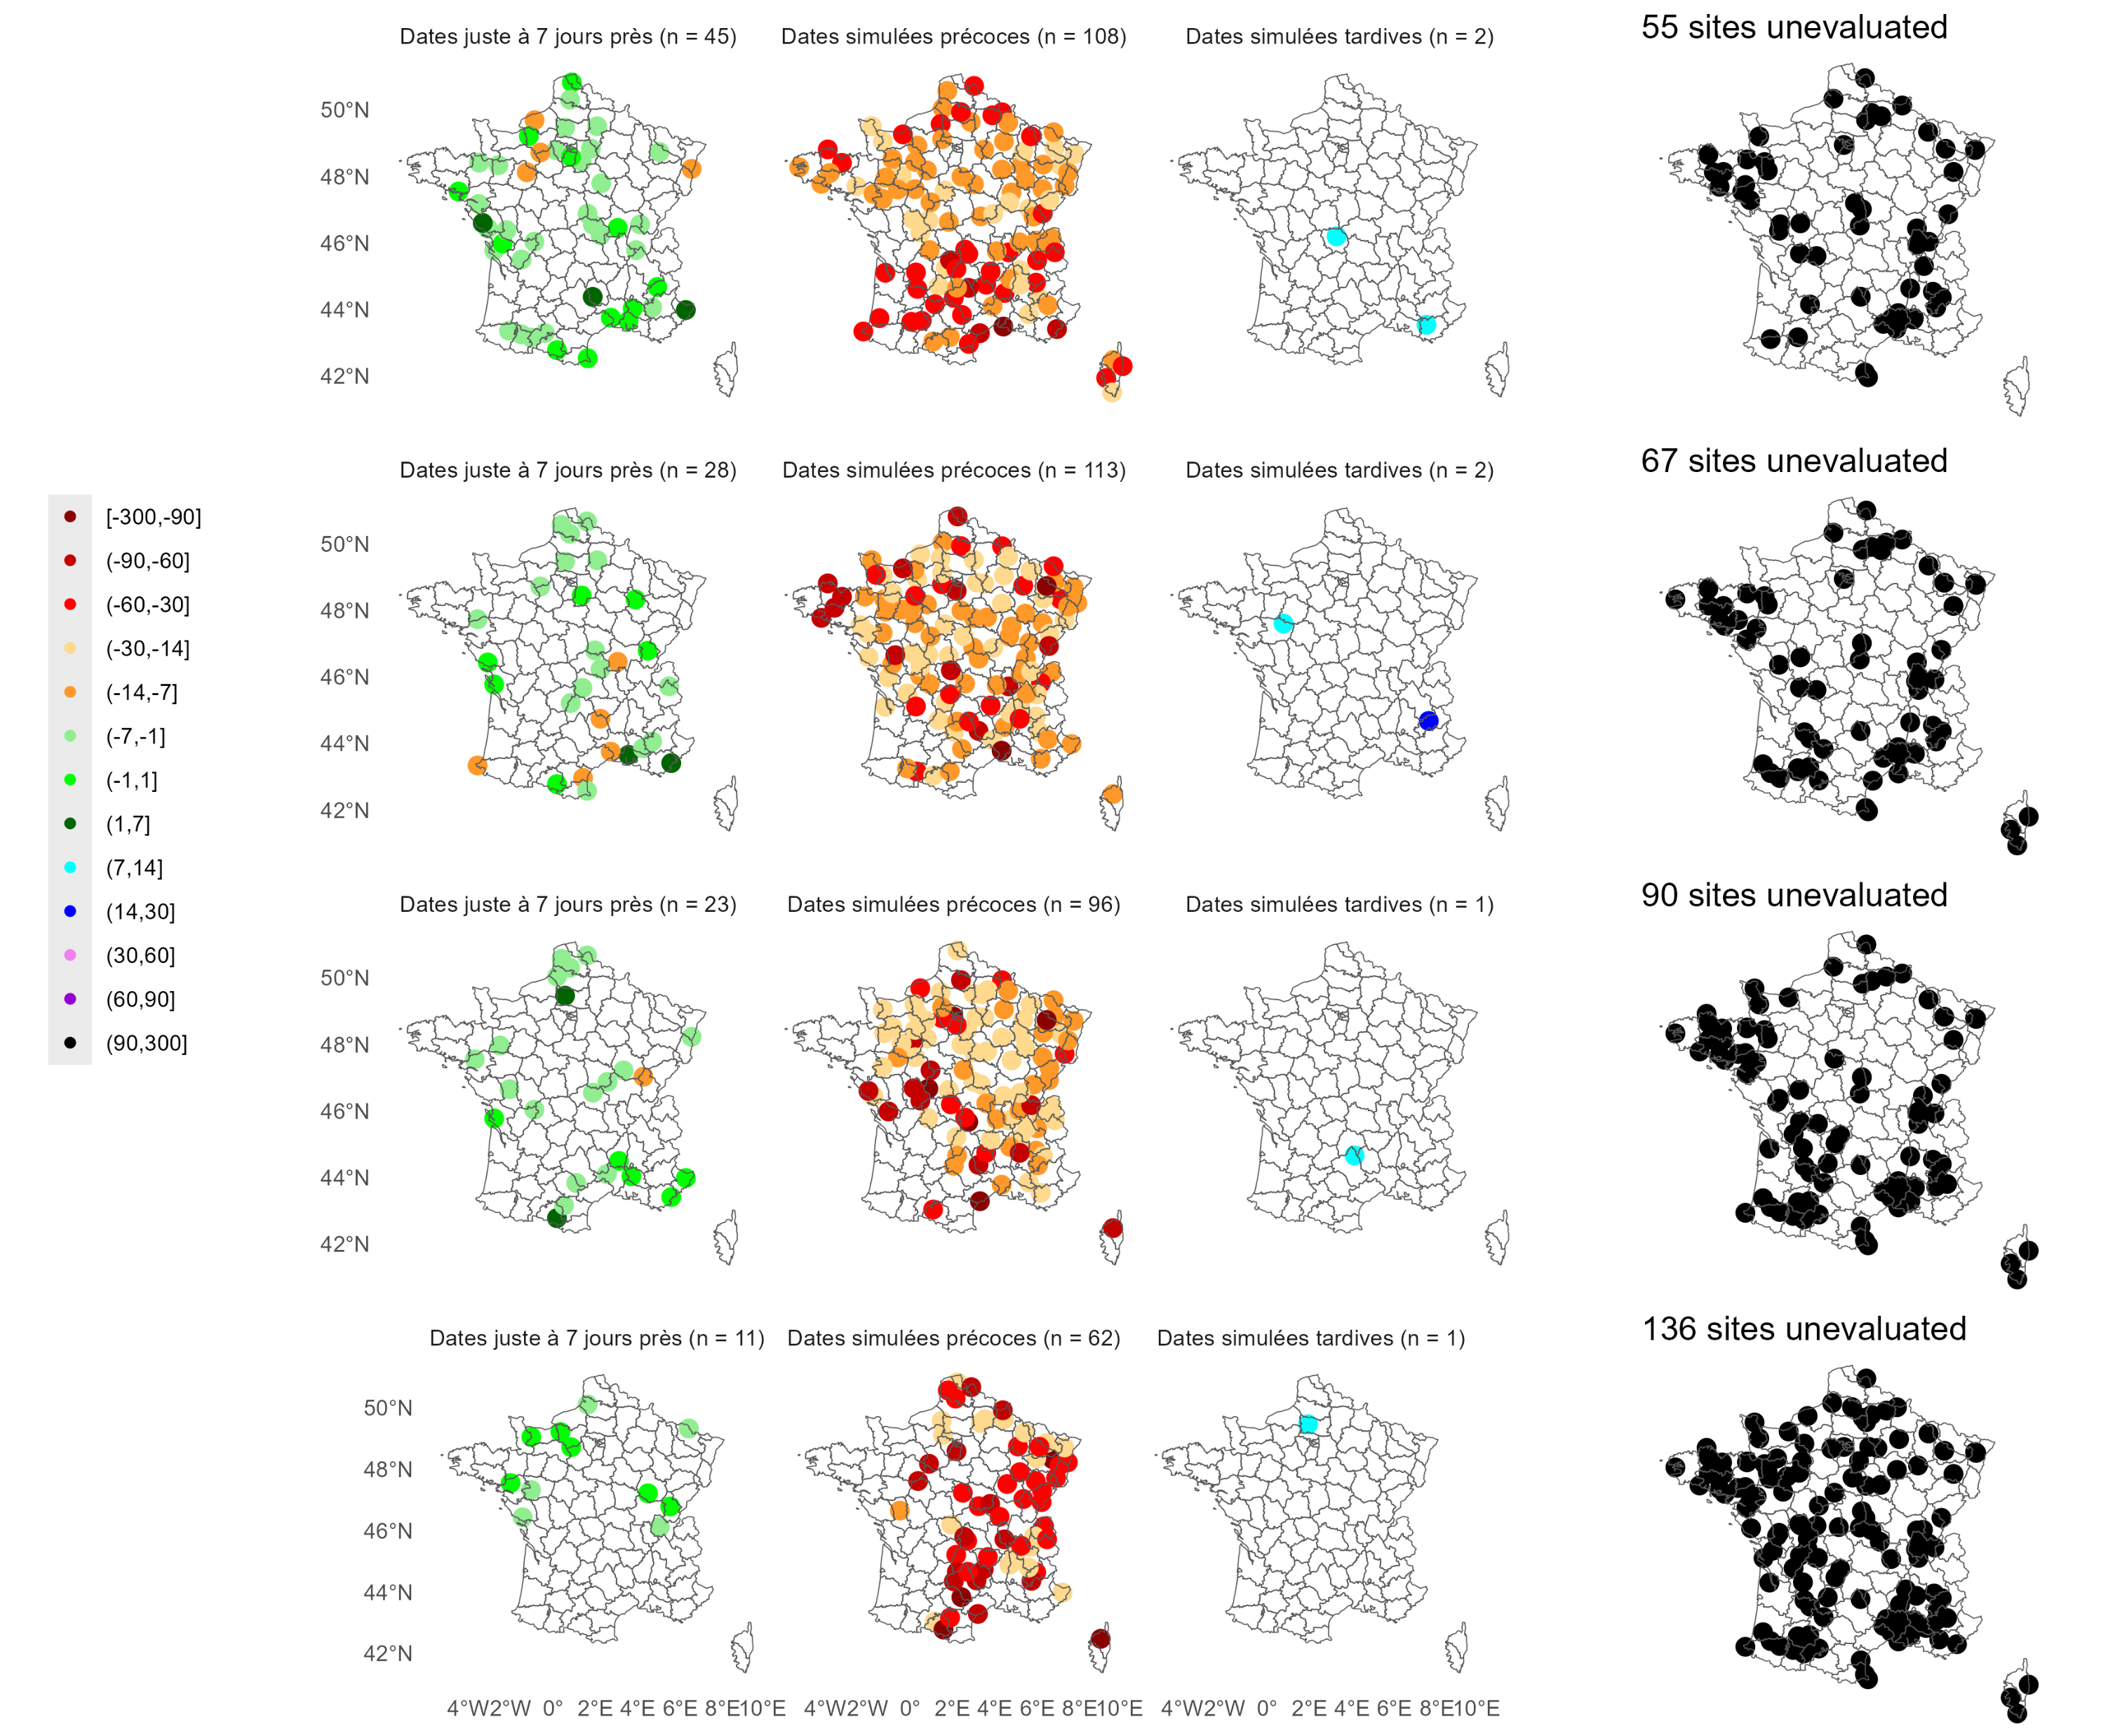 Dates juste à 7 jours près (n = 45)
Dates simulées précoces (n = 108)
Dates simulées tardives (n = 2)
55 sites unevaluated
50°N
48°N
46°N
44°N
42°N
Dates juste à 7 jours près (n = 28)
Dates simulées précoces (n = 113)
Dates simulées tardives (n = 2)
67 sites unevaluated
50°N
48°N
46°N
44°N
42°N
[-300,-90]
(-90,-60]
(-60,-30]
(-30,-14]
(-14,-7]
(-7,-1]
(-1,1]
(1,7]
(7,14]
(14,30]
(30,60]
(60,90]
(90,300]
Dates juste à 7 jours près (n = 23)
Dates simulées précoces (n = 96)
Dates simulées tardives (n = 1)
90 sites unevaluated
50°N
48°N
46°N
44°N
42°N
Dates juste à 7 jours près (n = 11)
Dates simulées précoces (n = 62)
Dates simulées tardives (n = 1)
136 sites unevaluated
50°N
48°N
46°N
44°N
42°N
4°W2°W 0° 2°E 4°E 6°E 8°E10°E
4°W2°W 0° 2°E 4°E 6°E 8°E10°E
4°W2°W 0° 2°E 4°E 6°E 8°E10°E